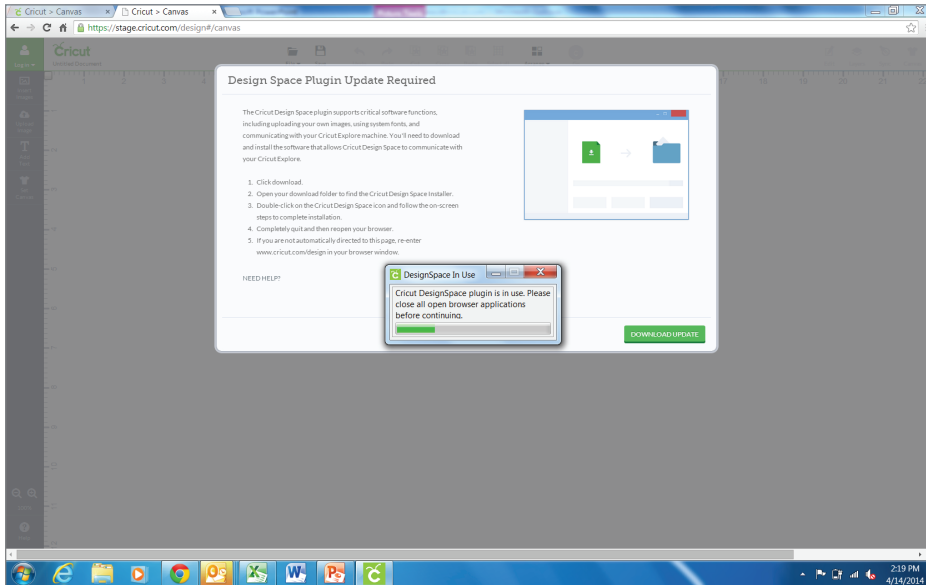 Cricut > Canvas
Cricut > Canvas
https://stage.cricut.com/design#/canvas
Cricut
Untitled Document
Design Space Plugin Update Required
The Cricut Design Space plugin supports critical software functions,
including uploading your own images, using system fonts, and
communicating with your Cricut Explore machine. You'll need to download
and install the software that allows Cricut Design Space to communicate with
your Cricut Explore.
1. Click download.
2. Open your download folder to find the Cricut Design Space Installer.
3. Double-click on the Cricut Design Space icon and follow the on-screen
steps to complete installation.
4. Completely quit and then reopen your browser.
5. If you are not automatically directed to this page, re-enter
www.cricut.com/design in your browser window.
NEED HELP?
DesignSpace In Use
Cricut DesignSpace plugin is in use. Please
close all open browser applications
before continuing.
DOWNLOAD UPDATE
2:19 PM
4/14/2014